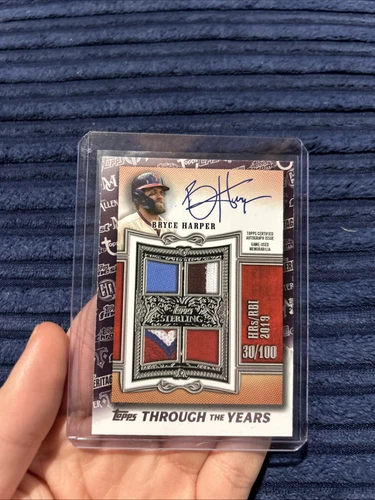 BRYCE HARPER
TOPPS CERTIFIED
AUTOGRAPH ISSUE
GAME-USED
MEMORABILIA
HRs/RBI
2019
30/100
Topps
STERLING
Topps THROUGH THE YEARS